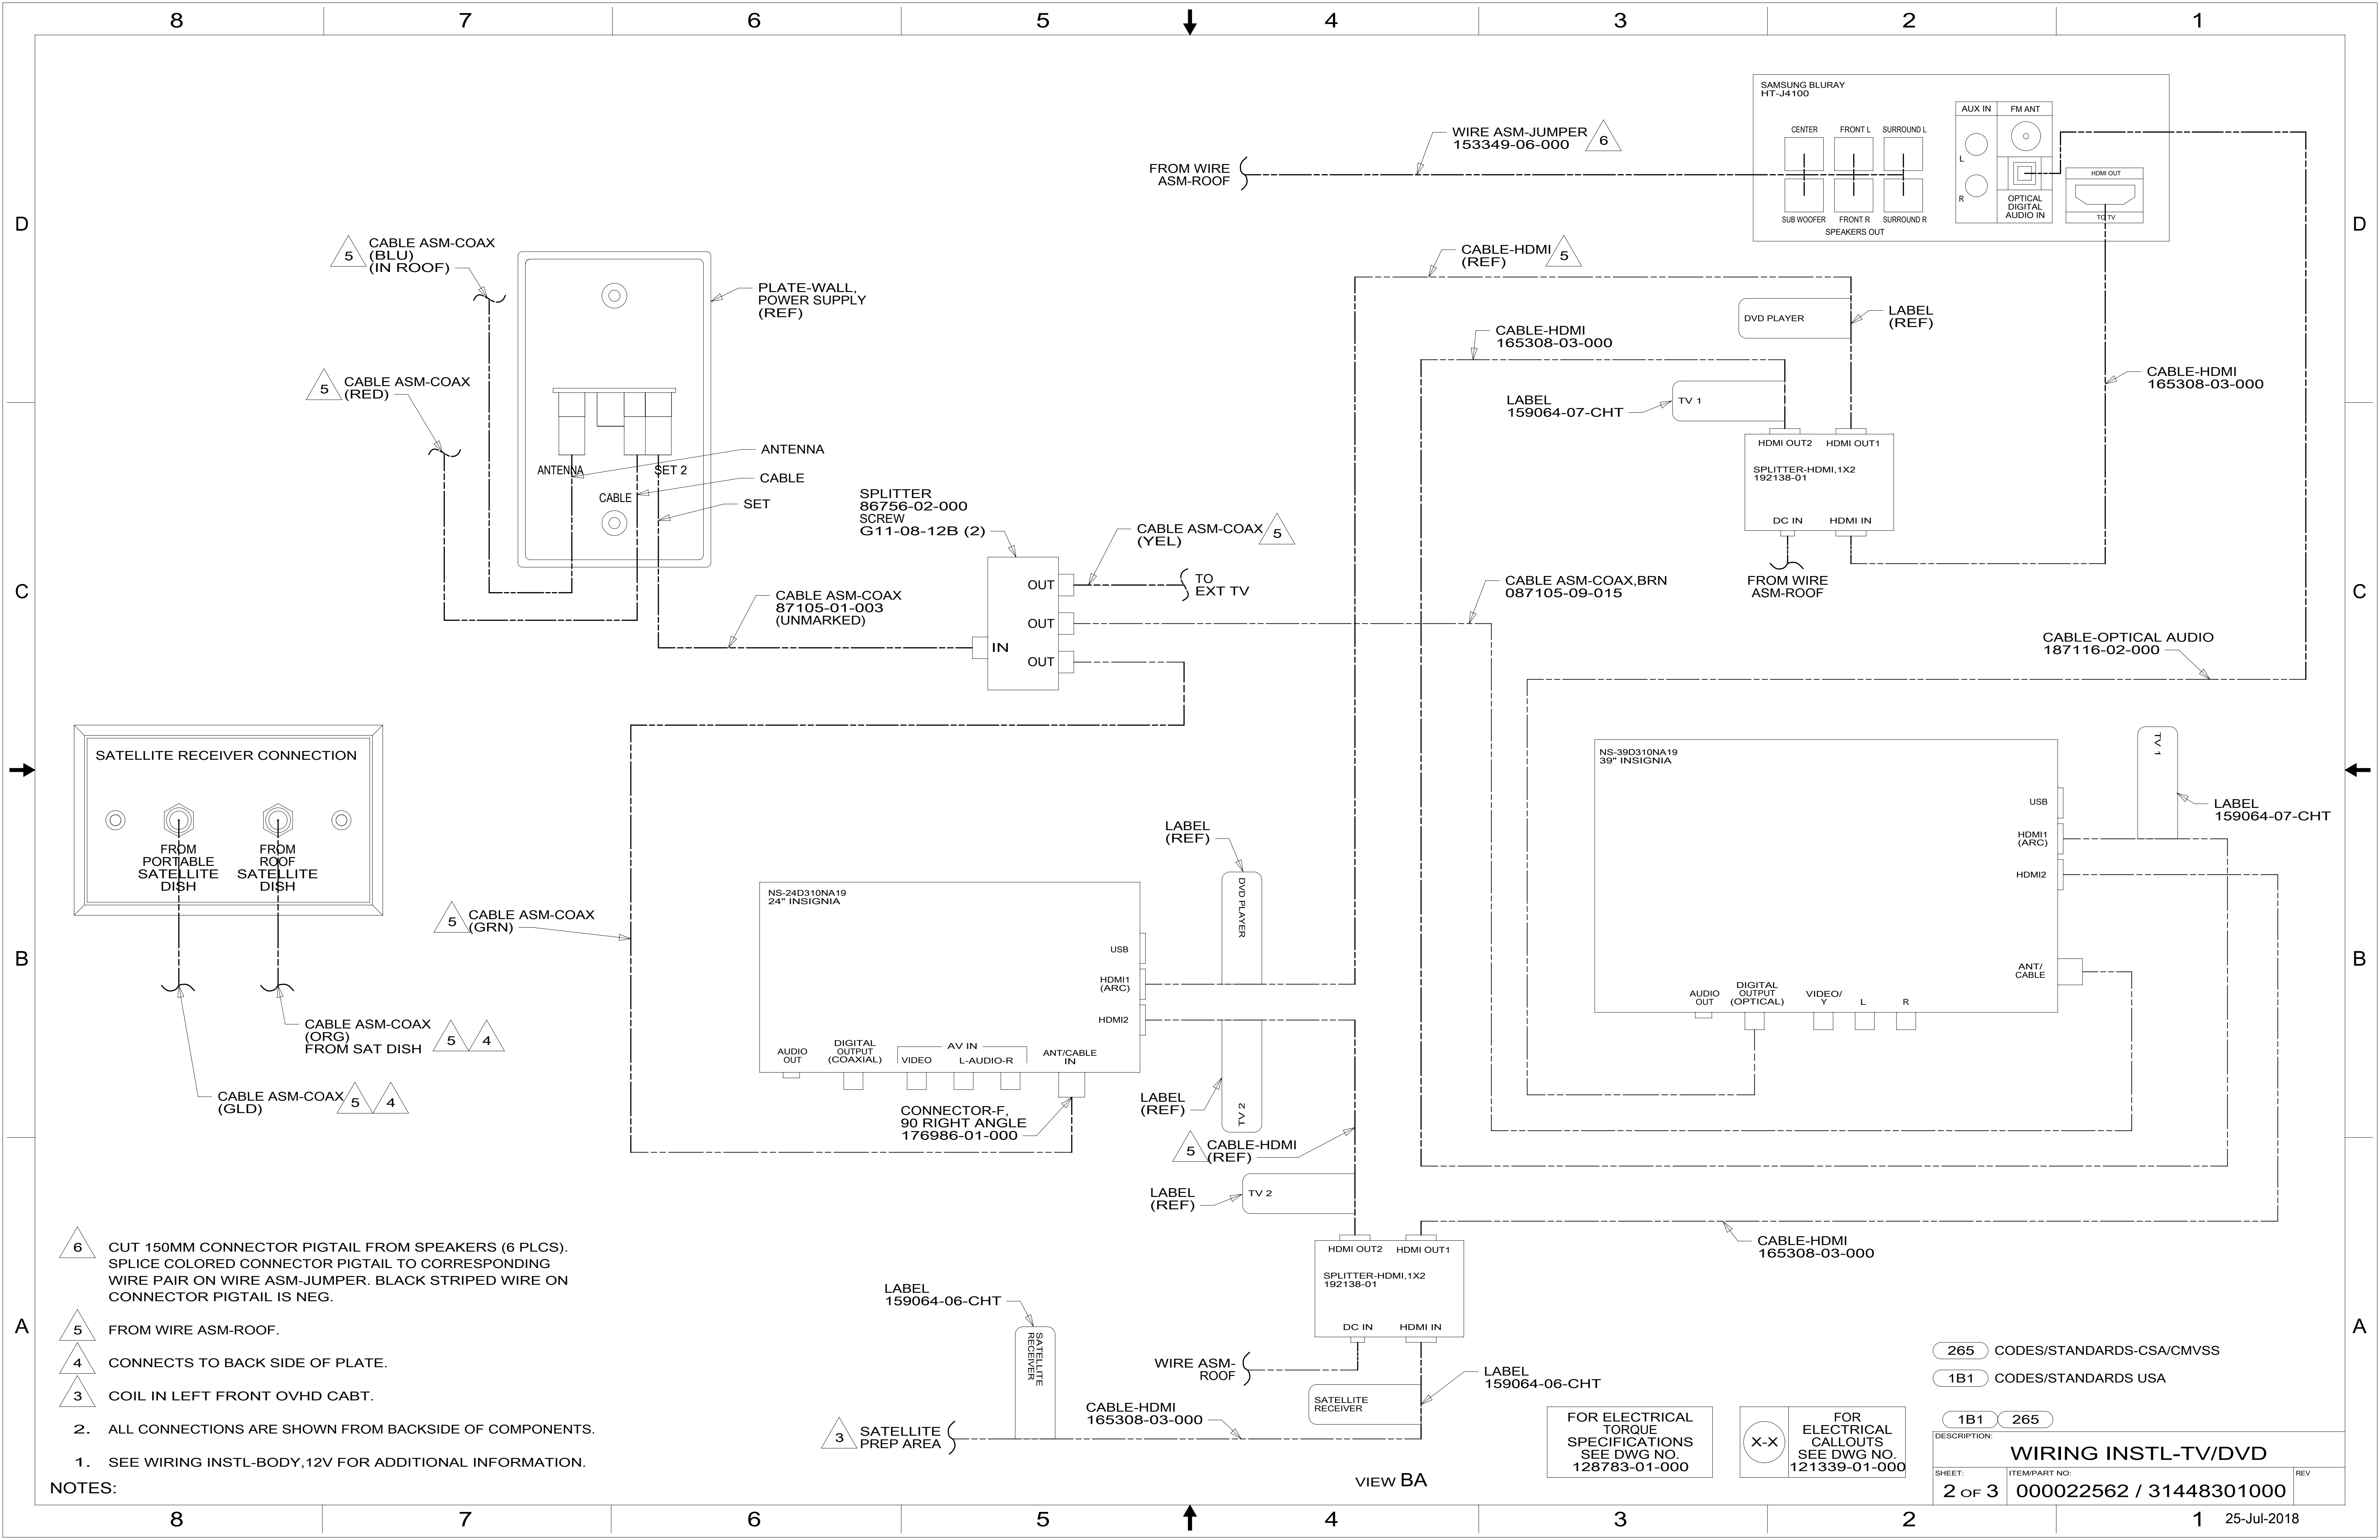 8 7 6 5 4 3 2 1
D
C
B
A
SAMSUNG BLURAY
HT-J4100
CENTER
FRONT L
SURROUND L
SUB WOOFER
FRONT R
SURROUND R
SPEAKERS OUT
AUX IN
L
R
FM ANT
OPTICAL
DIGITAL
AUDIO IN
HDMI OUT
TO TV
WIRE ASM-JUMPER
153349-06-000
6
FROM WIRE
ASM-ROOF
5
CABLE ASM-COAX
(BLU)
(IN ROOF)
PLATE-WALL,
POWER SUPPLY
(REF)
5
CABLE ASM-COAX
(RED)
ANTENNA
SET 2
CABLE
ANTENNA
CABLE
SET
CABLE-HDMI
(REF)
5
DVD PLAYER
LABEL
(REF)
CABLE-HDMI
165308-03-000
LABEL
159064-07-CHT
TV 1
CABLE-HDMI
165308-03-000
HDMI OUT2
HDMI OUT1
SPLITTER-HDMI,1X2
192138-01
DC IN
HDMI IN
FROM WIRE
ASM-ROOF
SPLITTER
86756-02-000
SCREW
G11-08-12B (2)
CABLE ASM-COAX
(YEL)
5
OUT
OUT
OUT
IN
TO
EXT TV
CABLE ASM-COAX
87105-01-003
(UNMARKED)
CABLE ASM-COAX,BRN
087105-09-015
CABLE-OPTICAL AUDIO
187116-02-000
SATELLITE RECEIVER CONNECTION
FROM
PORTABLE
SATELLITE
DISH
FROM
ROOF
SATELLITE
DISH
CABLE ASM-COAX
(ORG)
FROM SAT DISH
5
4
CABLE ASM-COAX
(GLD)
5
4
5
CABLE ASM-COAX
(GRN)
NS-24D310NA19
24" INSIGNIA
USB
HDMI1
(ARC)
HDMI2
AUDIO
OUT
DIGITAL
OUTPUT
(COAXIAL)
AV IN
VIDEO
L-AUDIO-R
ANT/CABLE
IN
CONNECTOR-F,
90 RIGHT ANGLE
176986-01-000
LABEL
(REF)
DVD PLAYER
LABEL
(REF)
TV 2
5
CABLE-HDMI
(REF)
LABEL
(REF)
TV 2
NS-39D310NA19
39" INSIGNIA
USB
HDMI1
(ARC)
HDMI2
ANT/
CABLE
AUDIO
OUT
DIGITAL
OUTPUT
(OPTICAL)
VIDEO/
Y
L
R
TV 1
LABEL
159064-07-CHT
CABLE-HDMI
165308-03-000
HDMI OUT2
HDMI OUT1
SPLITTER-HDMI,1X2
192138-01
DC IN
HDMI IN
WIRE ASM-
ROOF
LABEL
159064-06-CHT
SATELLITE
RECEIVER
LABEL
159064-06-CHT
SATELLITE
RECEIVER
CABLE-HDMI
165308-03-000
3
SATELLITE
PREP AREA
VIEW BA
6
CUT 150MM CONNECTOR PIGTAIL FROM SPEAKERS (6 PLCS).
SPLICE COLORED CONNECTOR PIGTAIL TO CORRESPONDING
WIRE PAIR ON WIRE ASM-JUMPER. BLACK STRIPED WIRE ON
CONNECTOR PIGTAIL IS NEG.
5
FROM WIRE ASM-ROOF.
4
CONNECTS TO BACK SIDE OF PLATE.
3
COIL IN LEFT FRONT OVHD CABT.
2. ALL CONNECTIONS ARE SHOWN FROM BACKSIDE OF COMPONENTS.
1. SEE WIRING INSTL-BODY,12V FOR ADDITIONAL INFORMATION.
NOTES:
FOR ELECTRICAL
TORQUE
SPECIFICATIONS
SEE DWG NO.
128783-01-000
X-X
FOR
ELECTRICAL
CALLOUTS
SEE DWG NO.
121339-01-000
265 CODES/STANDARDS-CSA/CMVSS
1B1 CODES/STANDARDS USA
1B1 265
DESCRIPTION:
WIRING INSTL-TV/DVD
SHEET:
2 OF 3
ITEM/PART NO:
000022562 / 31448301000
REV
D
C
B
A
8 7 6 5 4 3 2 1
25-Jul-2018